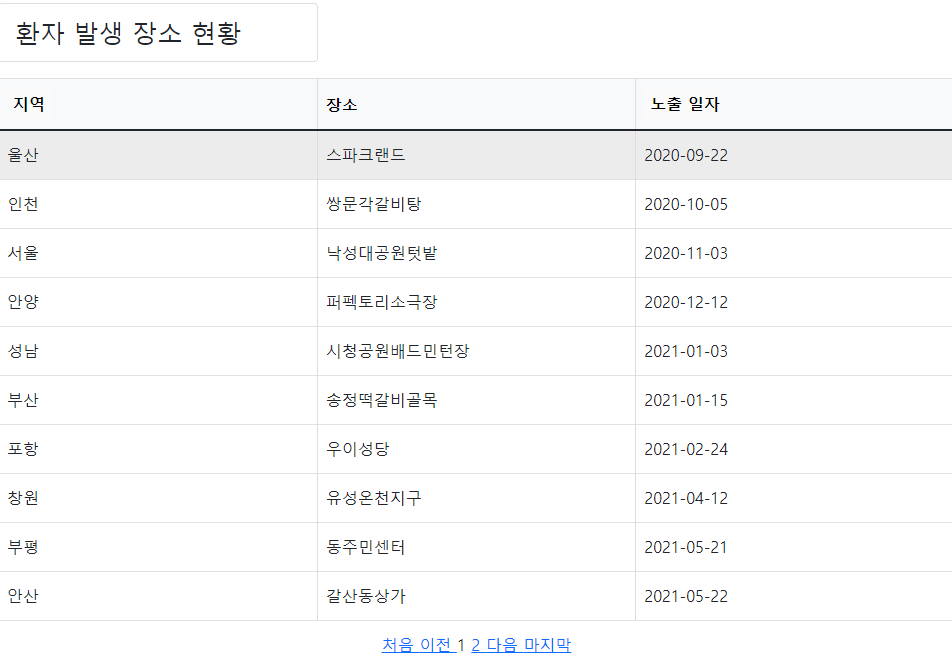 환자 발생 장소 현황
지역 장소 노출 일자
울산 스파크랜드 2020-09-22
인천 쌍문각갈비탕 2020-10-05
서울 낙성대공원텃밭 2020-11-03
안양 퍼펙토리소극장 2020-12-12
성남 시청공원배드민턴장 2021-01-03
부산 송정떡갈비골목 2021-01-15
포항 우이성당 2021-02-24
창원 유성온천지구 2021-04-12
부평 동주민센터 2021-05-21
안산 갈산동상가 2021-05-22
처음 이전 1 2 다음 마지막